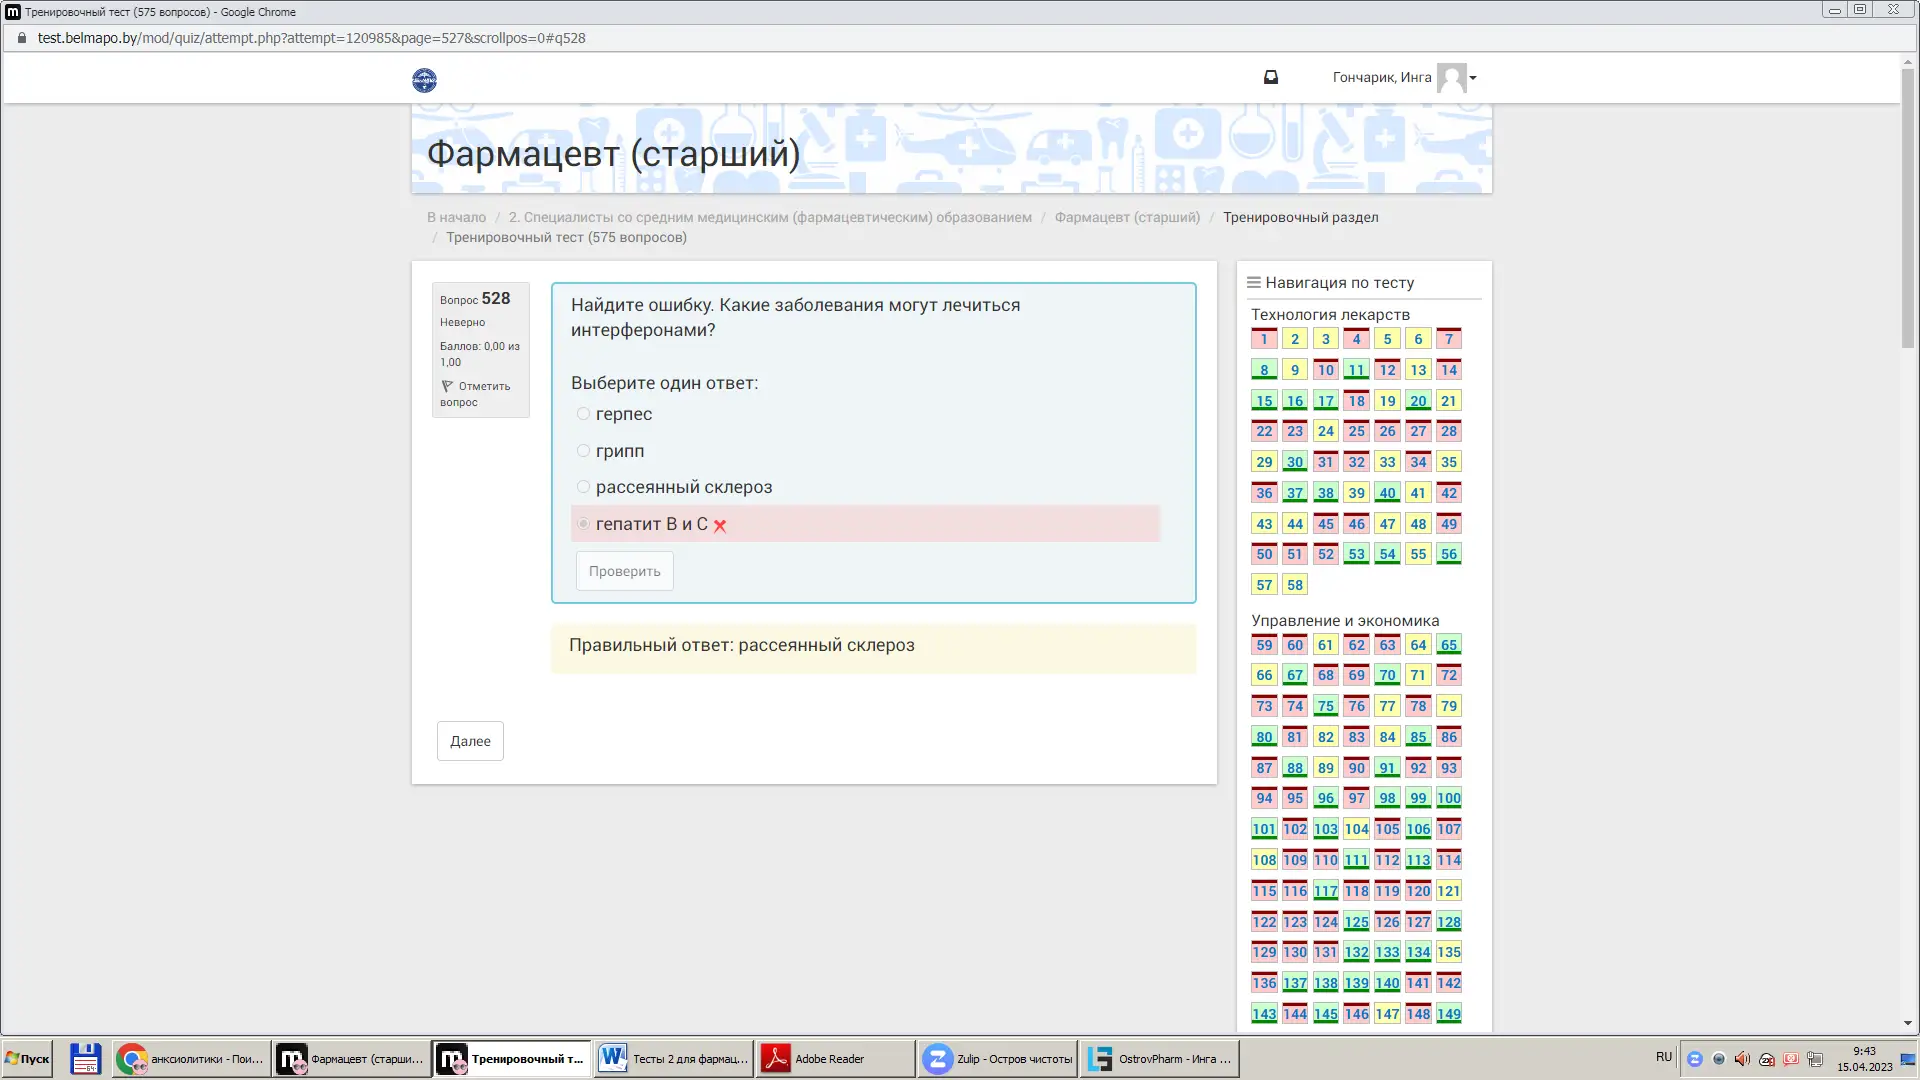 Тренировочный тест (575 вопросов) - Google Chrome
test.belmapo.by/mod/quiz/attempt.php?attempt=120985&page=527&scrollpos=0#q528
Гончарик, Инга
Фармацевт (старший)
В начало / 2. Специалисты со средним медицинским (фармацевтическим) образованием / Фармацевт (старший) / Тренировочный раздел
/ Тренировочный тест (575 вопросов)
Вопрос 528
Неверно
Баллов: 0,00 из
1,00
Отметить
вопрос
Найдите ошибку. Какие заболевания могут лечиться
интерферонами?
Выберите один ответ:
герпес
грипп
рассеянный склероз
гепатит В и С
Проверить
Правильный ответ: рассеянный склероз
Далее
Навигация по тесту
Технология лекарств
1 2 3 4 5 6 7
8 9 10 11 12 13 14
15 16 17 18 19 20 21
22 23 24 25 26 27 28
29 30 31 32 33 34 35
36 37 38 39 40 41 42
43 44 45 46 47 48 49
50 51 52 53 54 55 56
57 58
Управление и экономика
59 60 61 62 63 64 65
66 67 68 69 70 71 72
73 74 75 76 77 78 79
80 81 82 83 84 85 86
87 88 89 90 91 92 93
94 95 96 97 98 99 100
101 102 103 104 105 106 107
108 109 110 111 112 113 114
115 116 117 118 119 120 121
122 123 124 125 126 127 128
129 130 131 132 133 134 135
136 137 138 139 140 141 142
143 144 145 146 147 148 149
Пуск
анксиолитики - Пои...
Фармацевт (старши...
Тренировочный т...
Тесты 2 для фармац...
Adobe Reader
Zulip - Остров чистоты
OstrovPharm - Инга ...
RU
9:43
15.04.2023